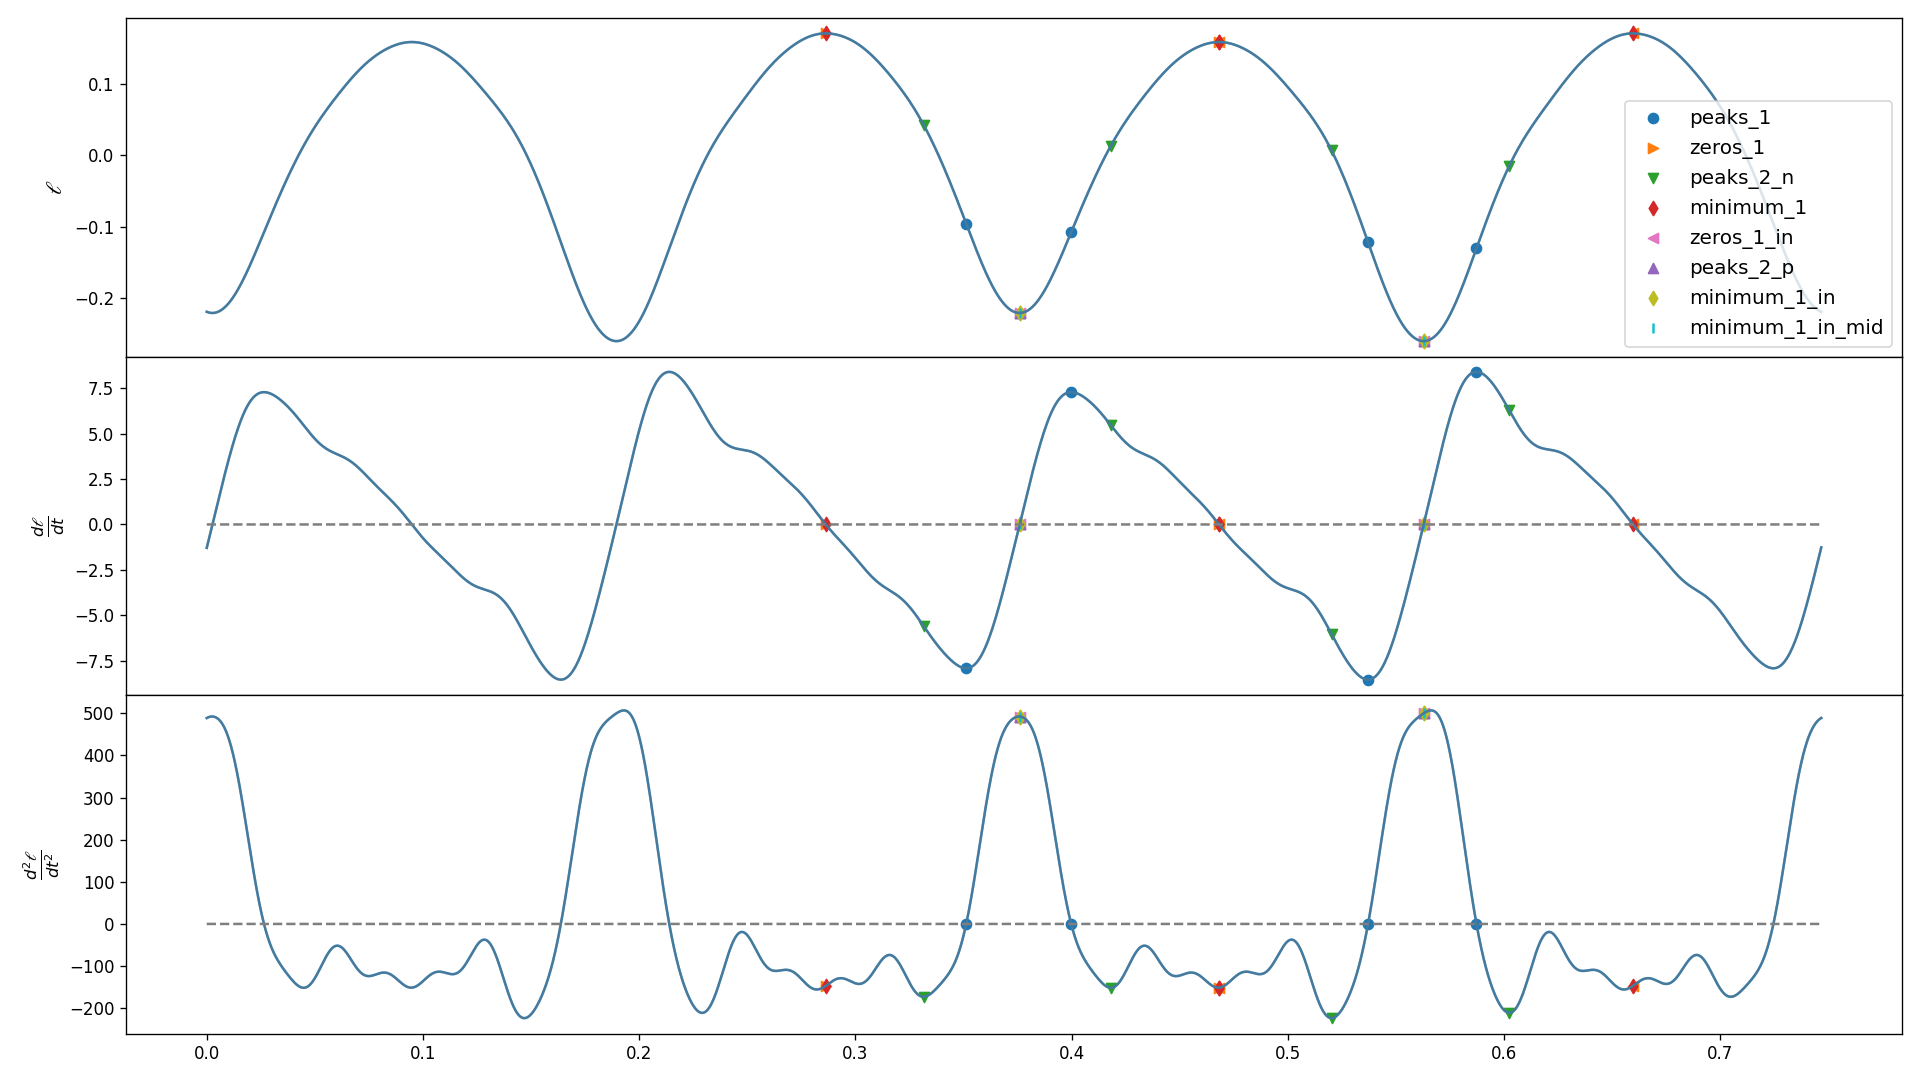 0.1
0.0
−0.1
−0.2
ℓ
peaks_1
zeros_1
peaks_2_n
minimum_1
zeros_1_in
peaks_2_p
minimum_1_in
minimum_1_in_mid
7.5
5.0
2.5
0.0
−2.5
−5.0
−7.5
dℓ
dt
500
400
300
200
100
0
−100
−200
d²ℓ
dt²
0.0 0.1 0.2 0.3 0.4 0.5 0.6 0.7